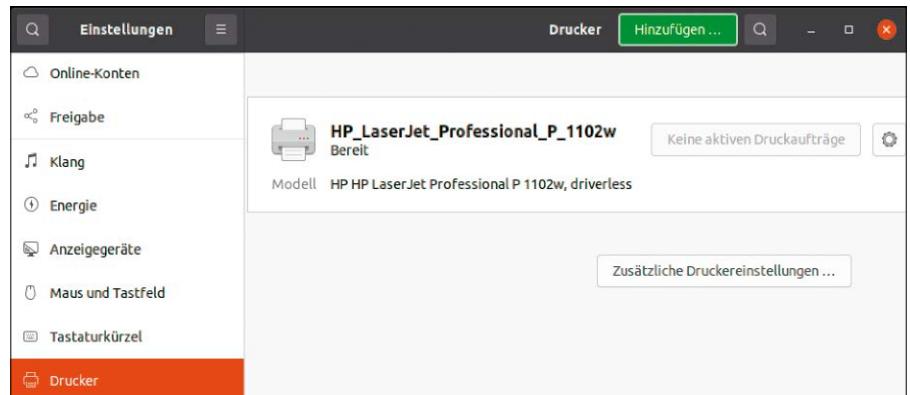 Einstellungen
Drucker
Hinzufügen ...
Online-Konten
Freigabe
Klang
Energie
Anzeigegeräte
Maus und Tastfeld
Tastaturkürzel
Drucker
HP_LaserJet_Professional_P_1102w
Bereit
Keine aktiven Druckaufträge
Modell HP HP LaserJet Professional P 1102w, driverless
Zusätzliche Druckereinstellungen ...